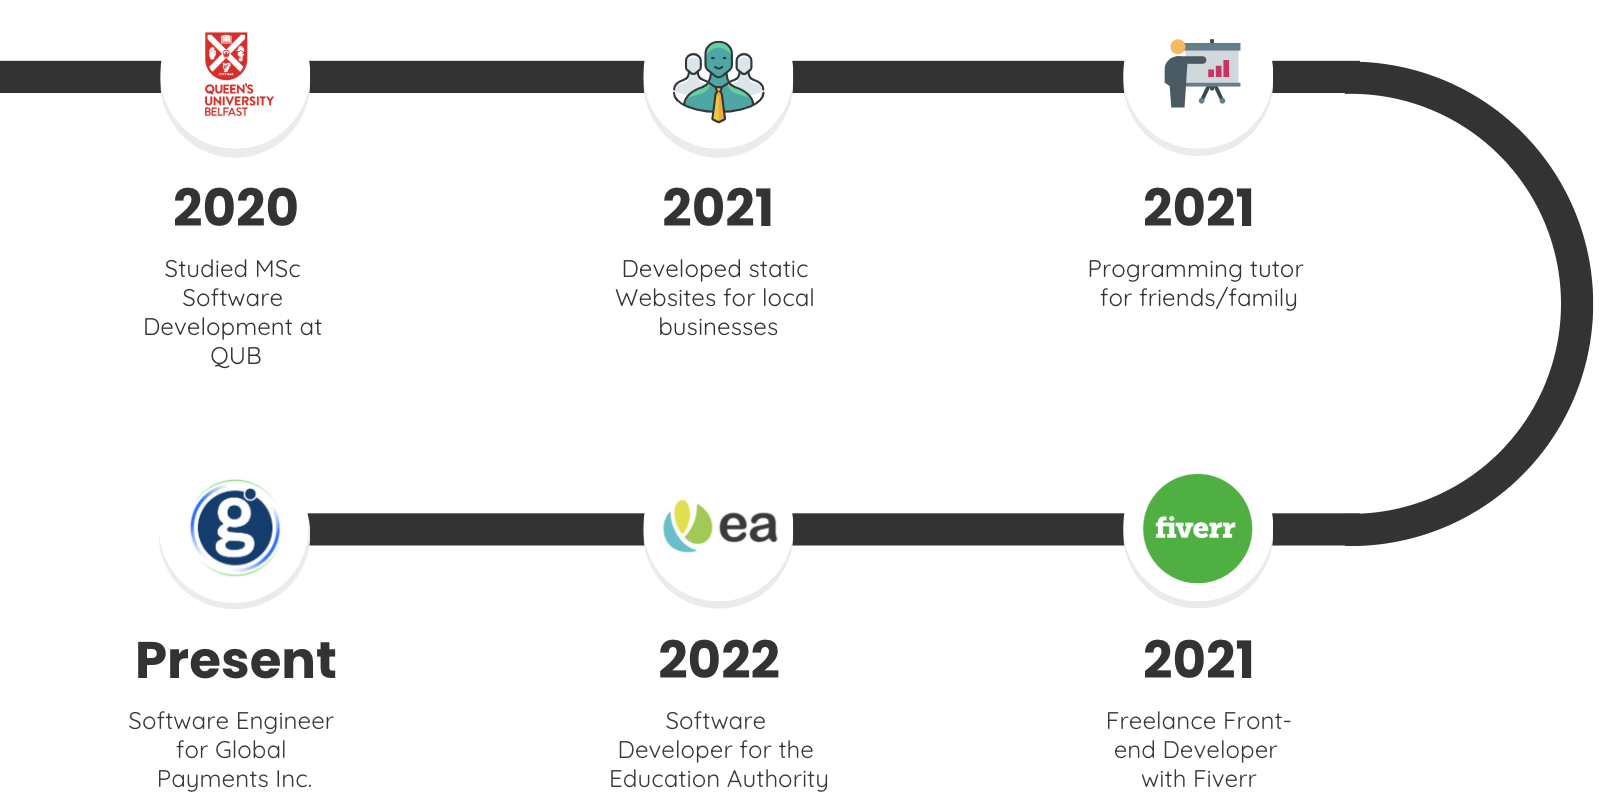 QUEEN'S
UNIVERSITY
BELFAST
2020
Studied MSc
Software
Development at
QUB
2021
Developed static
Websites for local
businesses
2021
Programming tutor
for friends/family
fiverr
2021
Freelance Front-
end Developer
with Fiverr
ea
2022
Software
Developer for the
Education Authority
g
Present
Software Engineer
for Global
Payments Inc.